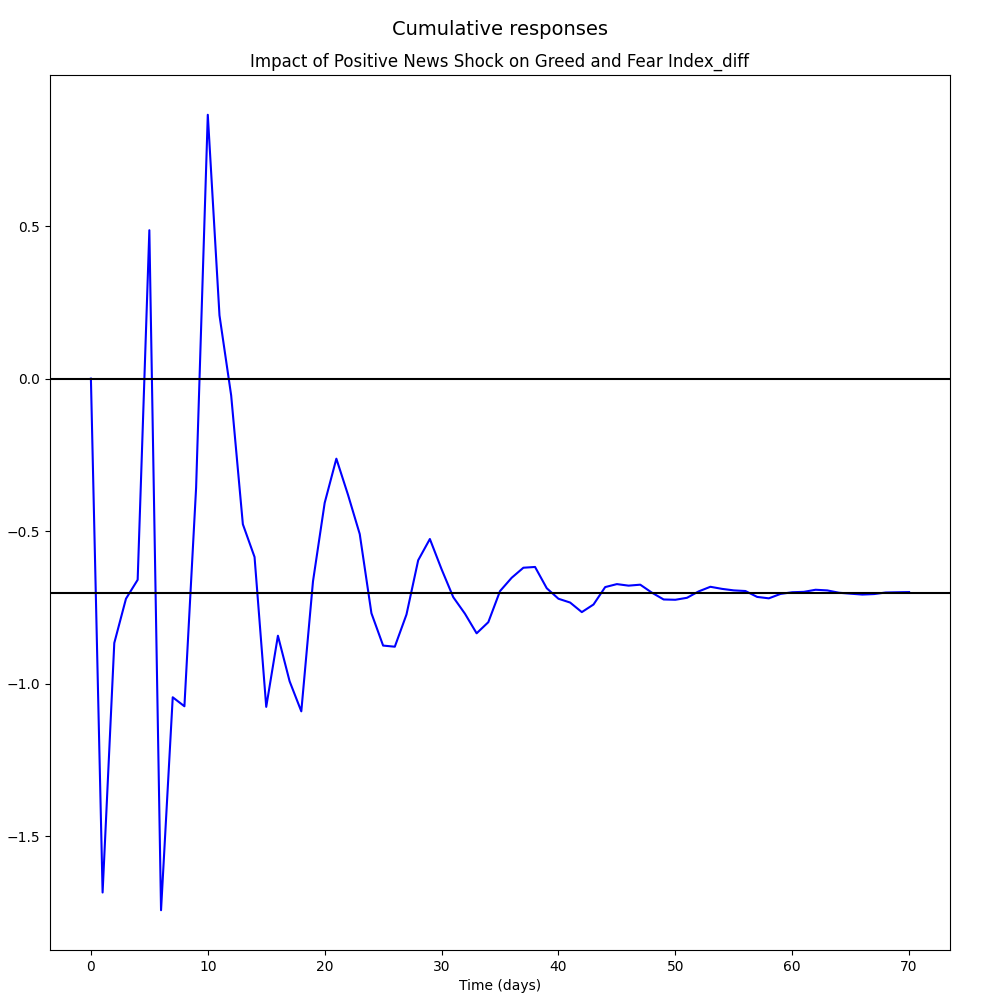 Cumulative responses
Impact of Positive News Shock on Greed and Fear Index_diff
0.5
0.0
−0.5
−1.0
−1.5
0 10 20 30 40 50 60 70
Time (days)